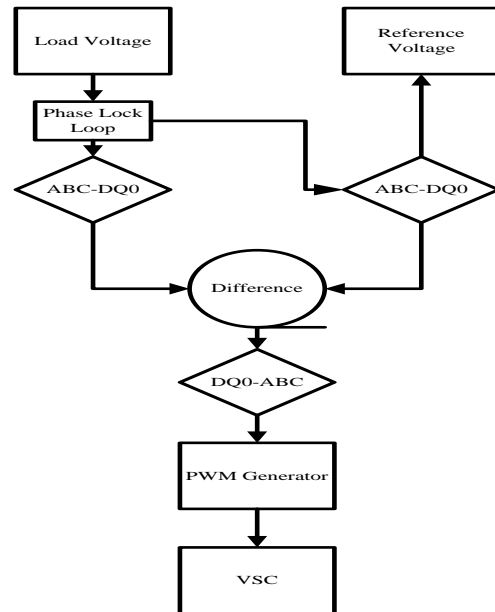 Load Voltage
Reference
Voltage
Phase Lock
Loop
ABC-DQ0
ABC-DQ0
Difference
DQ0-ABC
PWM Generator
VSC